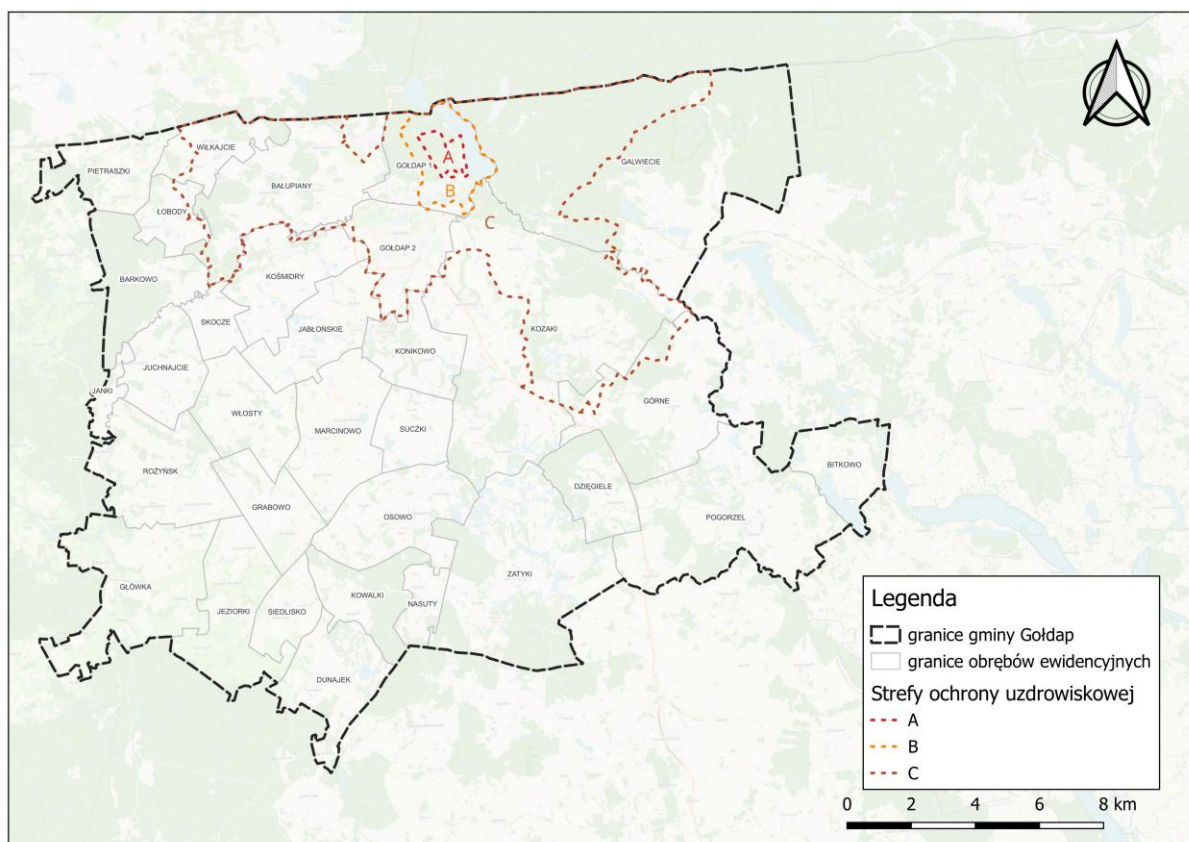 PIETRASZKI
WIŁKAJCIE
BAŁUPIANY
ŁOBODY
GOŁDAP 1
A
B
C
GAŁWIECIE
GOŁDAP 2
BARKOWO
KOŚMIDRY
SKOCZE
JABŁOŃSKIE
KOZAKI
KONIKOWO
JUCHNAJCIE
JANKI
WŁOSTY
MARCINOWO
SUCZKI
GÓRNE
ROŻYŃSK
BITKOWO
GRABOWO
DZIĘGIELE
OSOWO
POGORZEL
ZATYKI
GŁÓWKA
JEZIORKI
SIEDLISKO
KOWALKI
NASUTY
DUNAJEK
Legenda
granice gminy Gołdap
granice obrębów ewidencyjnych
Strefy ochrony uzdrowiskowej
A
B
C
0 2 4 6 8 km